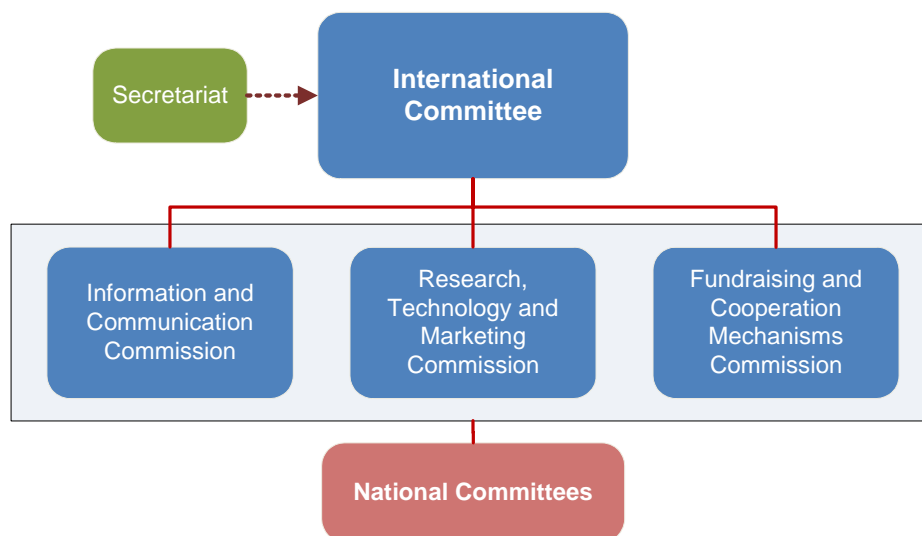 International
Committee
Secretariat
Information and
Communication
Commission
Research,
Technology and
Marketing
Commission
Fundraising and
Cooperation
Mechanisms
Commission
National Committees